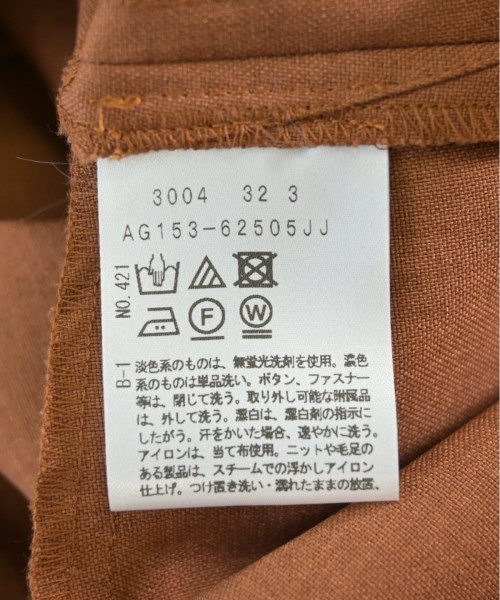 3004 32 3
AG153-62505JJ
NO.421
F
W
B-1
淡色系のものは、無蛍光洗剤を使用。濃色
系のものは単品洗い。ボタン、ファスナー
等は、閉じて洗う。取り外し可能な附属品
は、外して洗う。漂白は、漂白剤の指示に
したがう。汗をかいた場合、速やかに洗う。
アイロンは、当て布使用。ニットや毛足の
ある製品は、スチームでの浮かしアイロン
仕上げ。つけ置き洗い・濡れたままの放置、